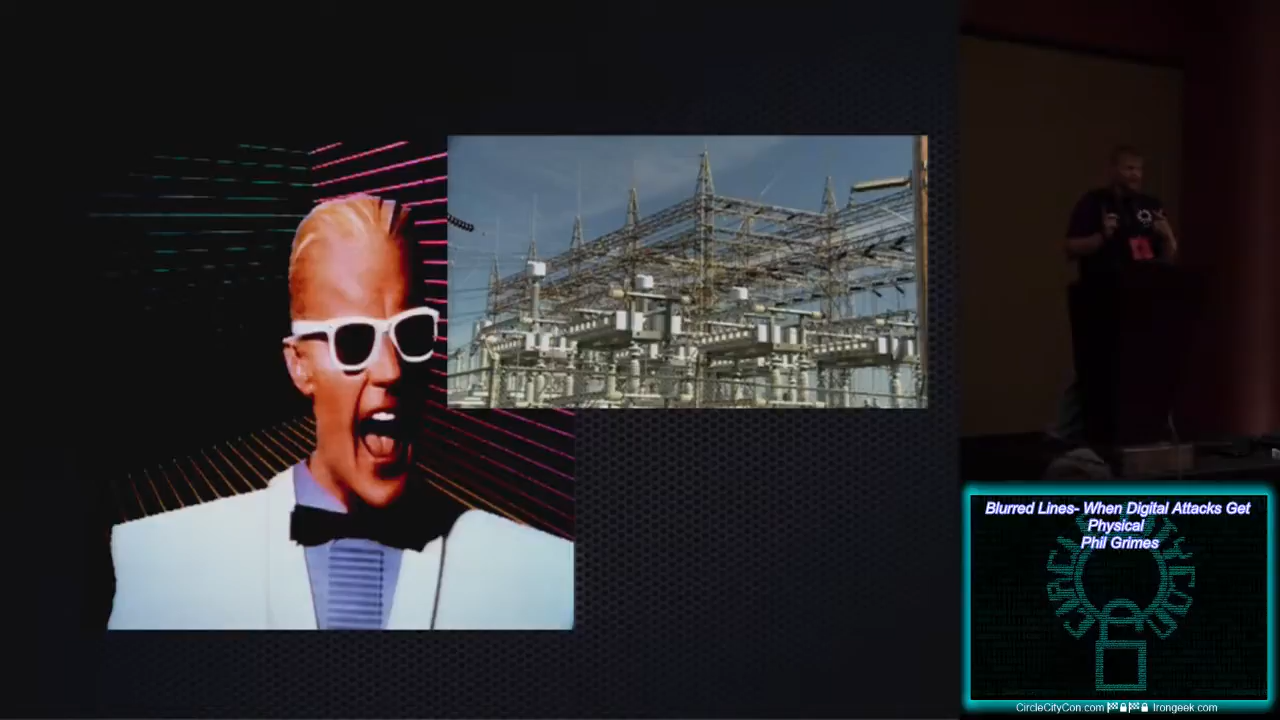 Blurred Lines- When Digital Attacks Get
Physical
Phil Grimes
CircleCityCon.com
Irongeek.com